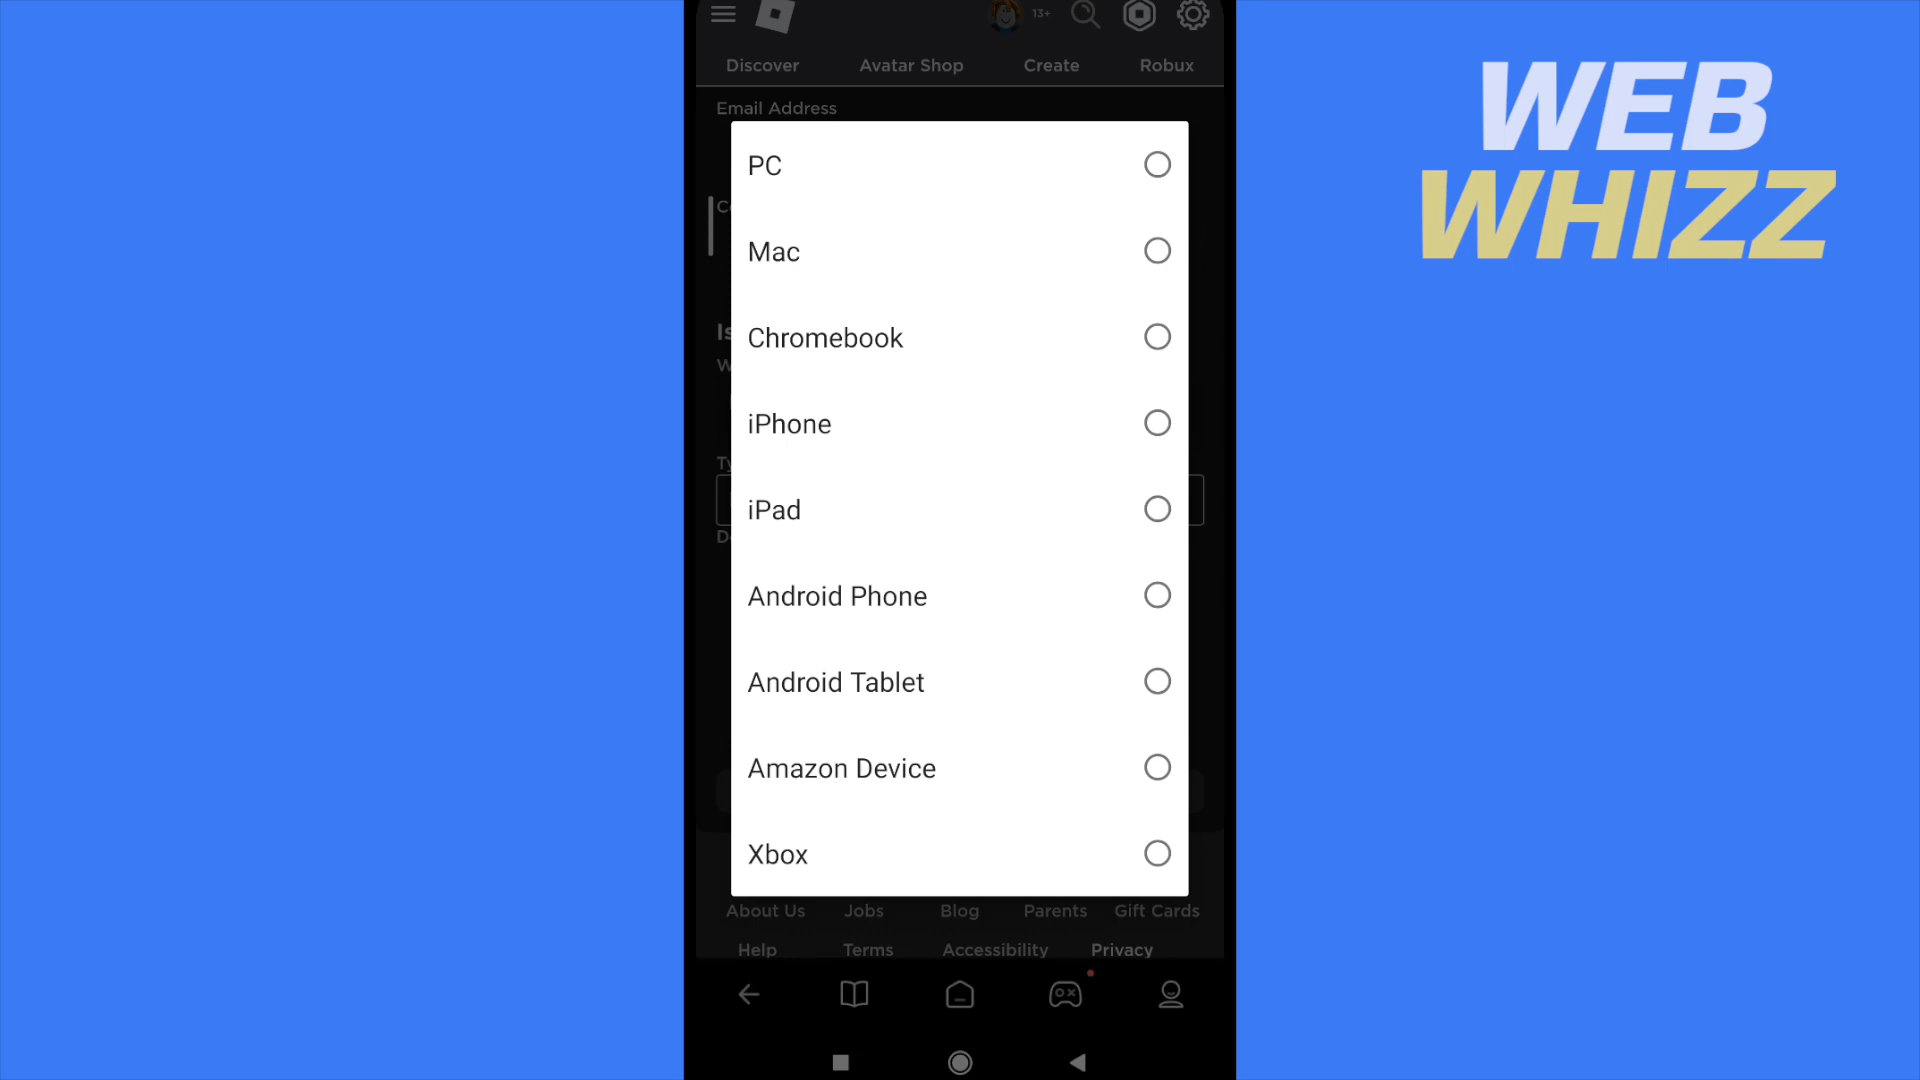 13+
Discover Avatar Shop Create Robux
Email Address
WEB
WHIZZ
PC
Mac
Chromebook
iPhone
iPad
Android Phone
Android Tablet
Amazon Device
Xbox
About Us Jobs Blog Parents Gift Cards
Help Terms Accessibility Privacy